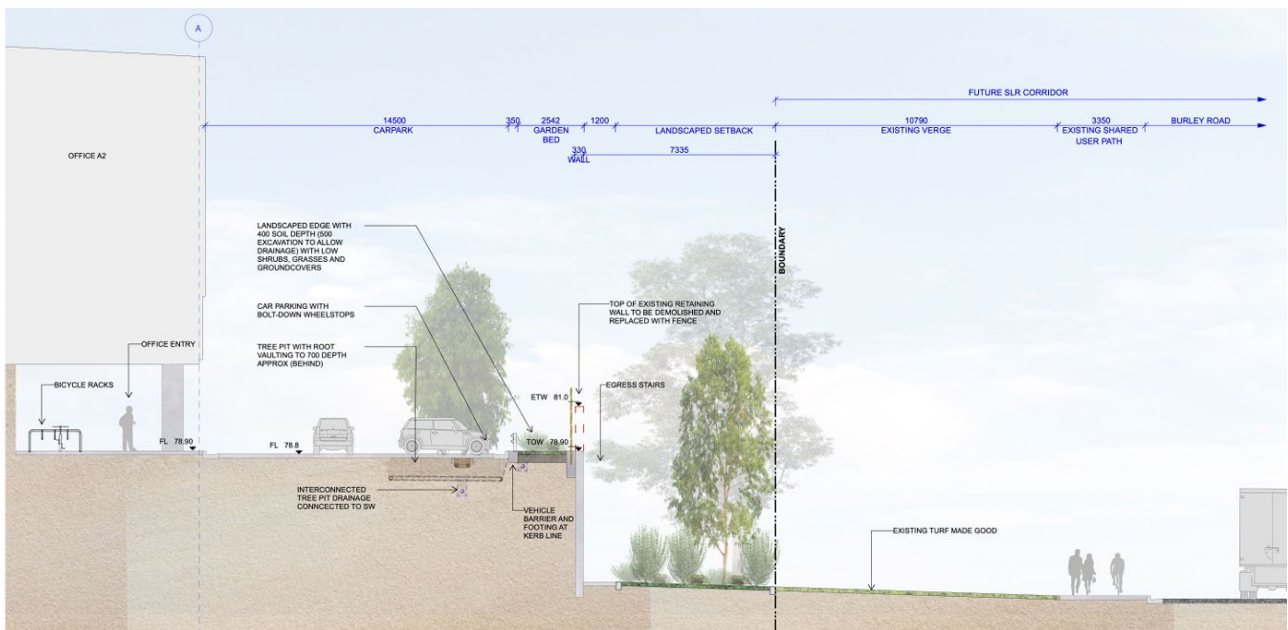 A
FUTURE SLR CORRIDOR
14500
CARPARK
350
2542
GARDEN
BED
1200
LANDSCAPED SETBACK
10790
EXISTING VERGE
3350
EXISTING SHARED
USER PATH
BURLEY ROAD
330
WALL
7335
OFFICE A2
BOUNDARY
LANDSCAPED EDGE WITH
400 SOIL DEPTH (500
EXCAVATION TO ALLOW
DRAINAGE) WITH LOW
SHRUBS, GRASSES AND
GROUNDCOVERS
CAR PARKING WITH
BOLT-DOWN WHEELSTOPS
TOP OF EXISTING RETAINING
WALL TO BE DEMOLISHED AND
REPLACED WITH FENCE
OFFICE ENTRY
TREE PIT WITH ROOT
VAULTING TO 700 DEPTH
APPROX (BEHIND)
BICYCLE RACKS
EGRESS STAIRS
ETW 81.0
FL 78.90
FL 78.8
TOW 78.90
INTERCONNECTED
TREE PIT DRAINAGE
CONNCECTED TO SW
VEHICLE
BARRIER AND
FOOTING AT
KERB LINE
EXISTING TURF MADE GOOD